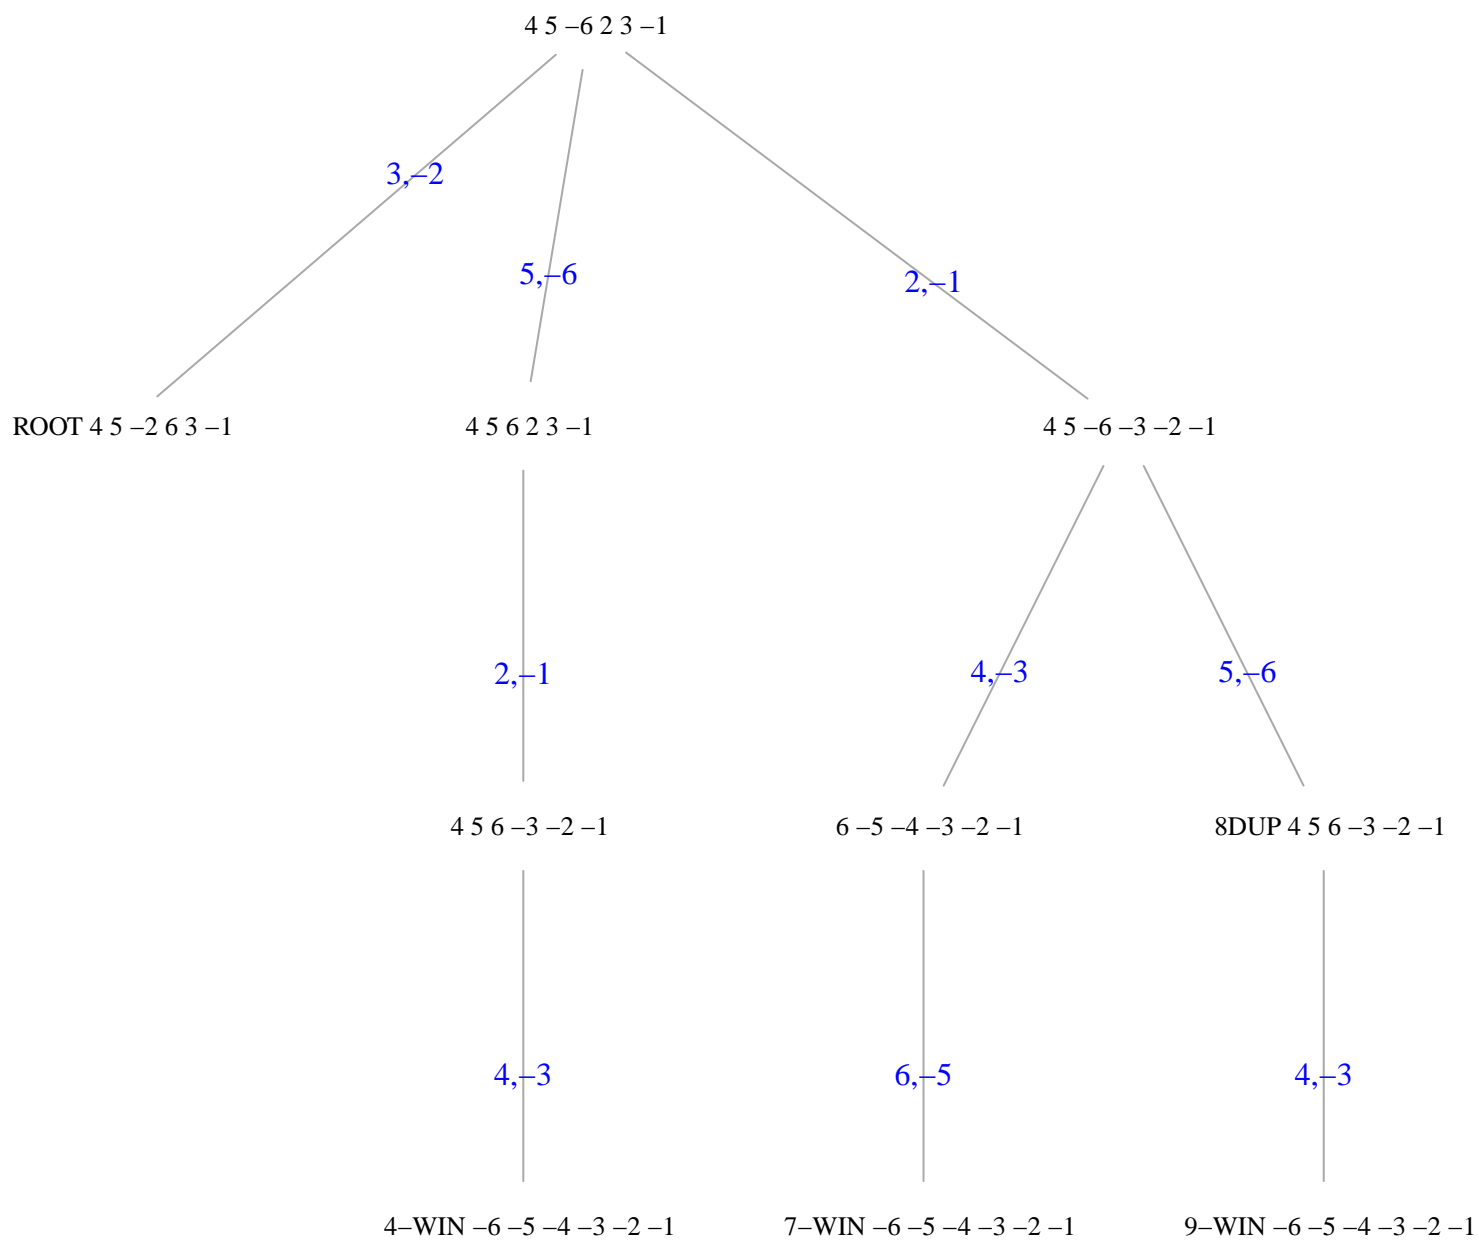 4 5 –6 2 3 –1
3,–2
5,–6
2,–1
ROOT 4 5 –2 6 3 –1
4 5 6 2 3 –1
4 5 –6 –3 –2 –1
2,–1
4,–3
5,–6
4 5 6 –3 –2 –1
6 –5 –4 –3 –2 –1
8DUP 4 5 6 –3 –2 –1
4,–3
6,–5
4,–3
4–WIN –6 –5 –4 –3 –2 –1
7–WIN –6 –5 –4 –3 –2 –1
9–WIN –6 –5 –4 –3 –2 –1